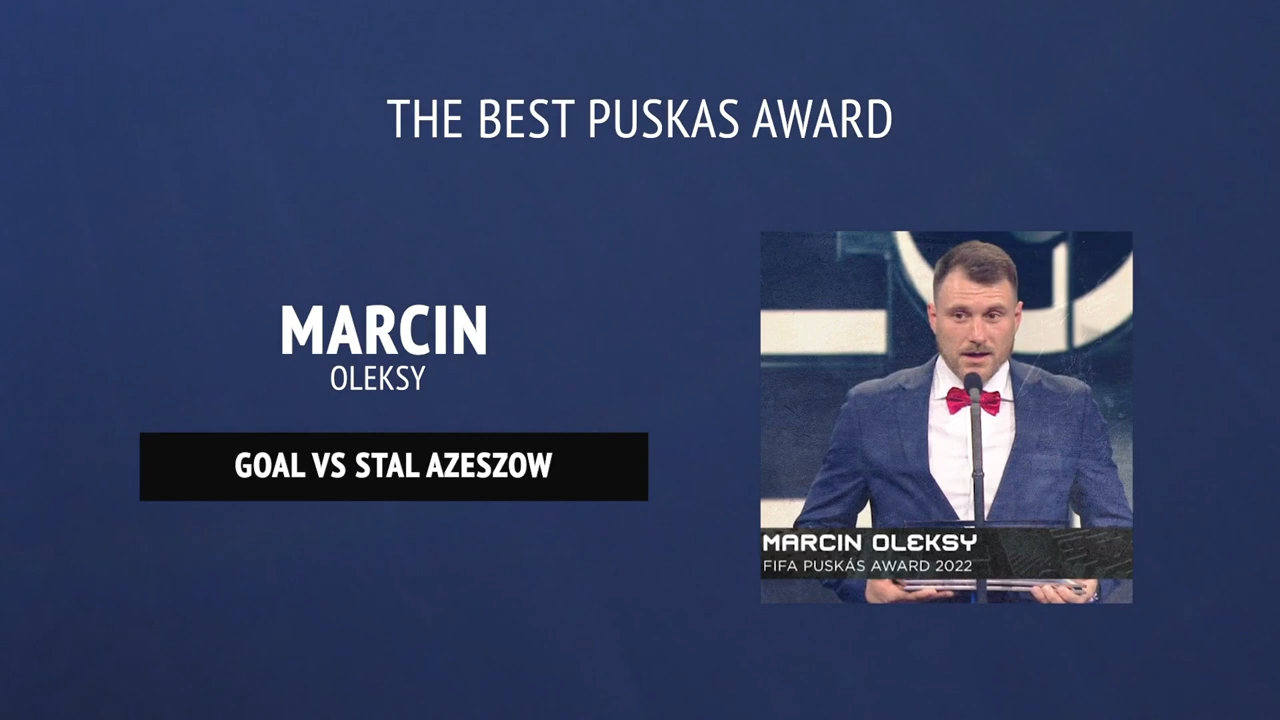 THE BEST PUSKAS AWARD
MARCIN
OLEKSY
GOAL VS STAL AZESZOW
MARCIN OLEKSY
FIFA PUSKÁS AWARD 2022